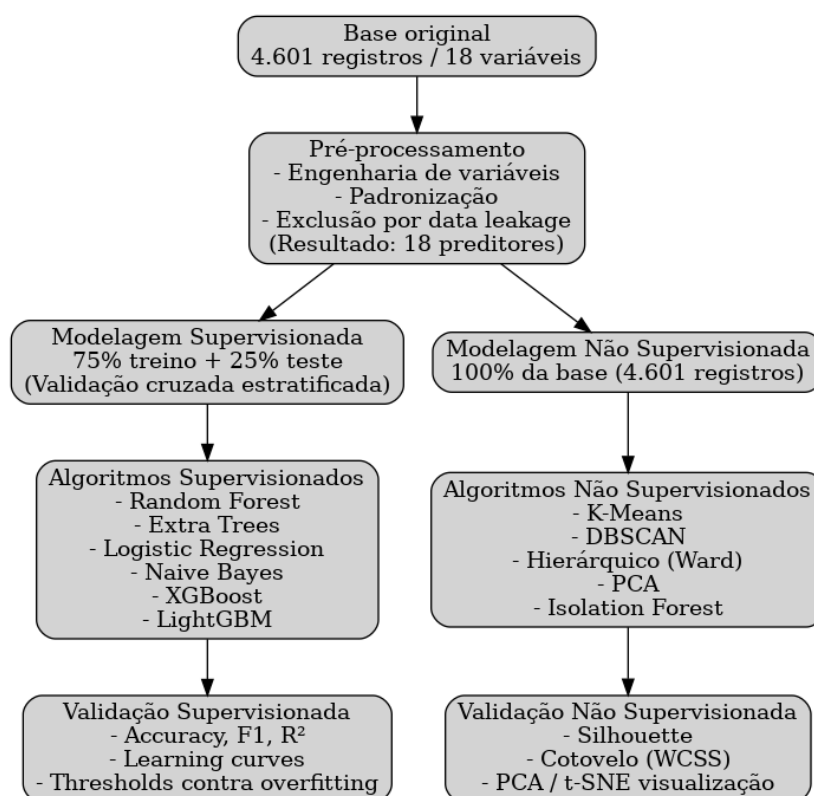 Base original
4.601 registros / 18 variáveis
Pré-processamento
- Engenharia de variáveis
- Padronização
- Exclusão por data leakage
(Resultado: 18 preditores)
Modelagem Supervisionada
75% treino + 25% teste
(Validação cruzada estratificada)
Modelagem Não Supervisionada
100% da base (4.601 registros)
Algoritmos Supervisionados
- Random Forest
- Extra Trees
- Logistic Regression
- Naive Bayes
- XGBoost
- LightGBM
Algoritmos Não Supervisionados
- K-Means
- DBSCAN
- Hierárquico (Ward)
- PCA
- Isolation Forest
Validação Supervisionada
- Accuracy, F1, R²
- Learning curves
- Thresholds contra overfitting
Validação Não Supervisionada
- Silhouette
- Cotovelo (WCSS)
- PCA / t-SNE visualização